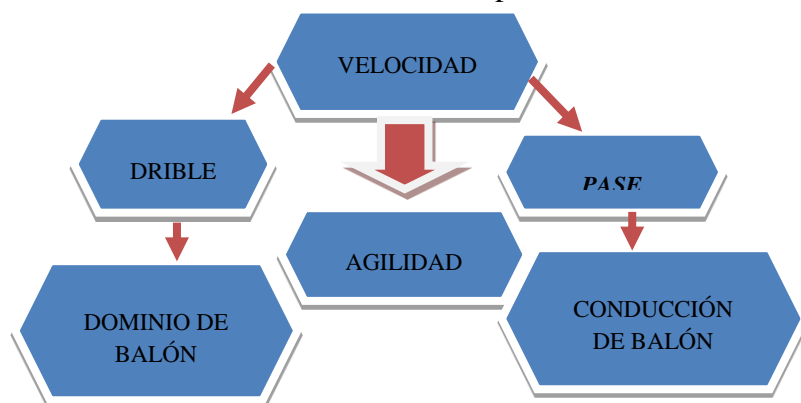 VELOCIDAD
DRIBLE
PASE
AGILIDAD
DOMINIO DE
BALÓN
CONDUCCIÓN
DE BALÓN